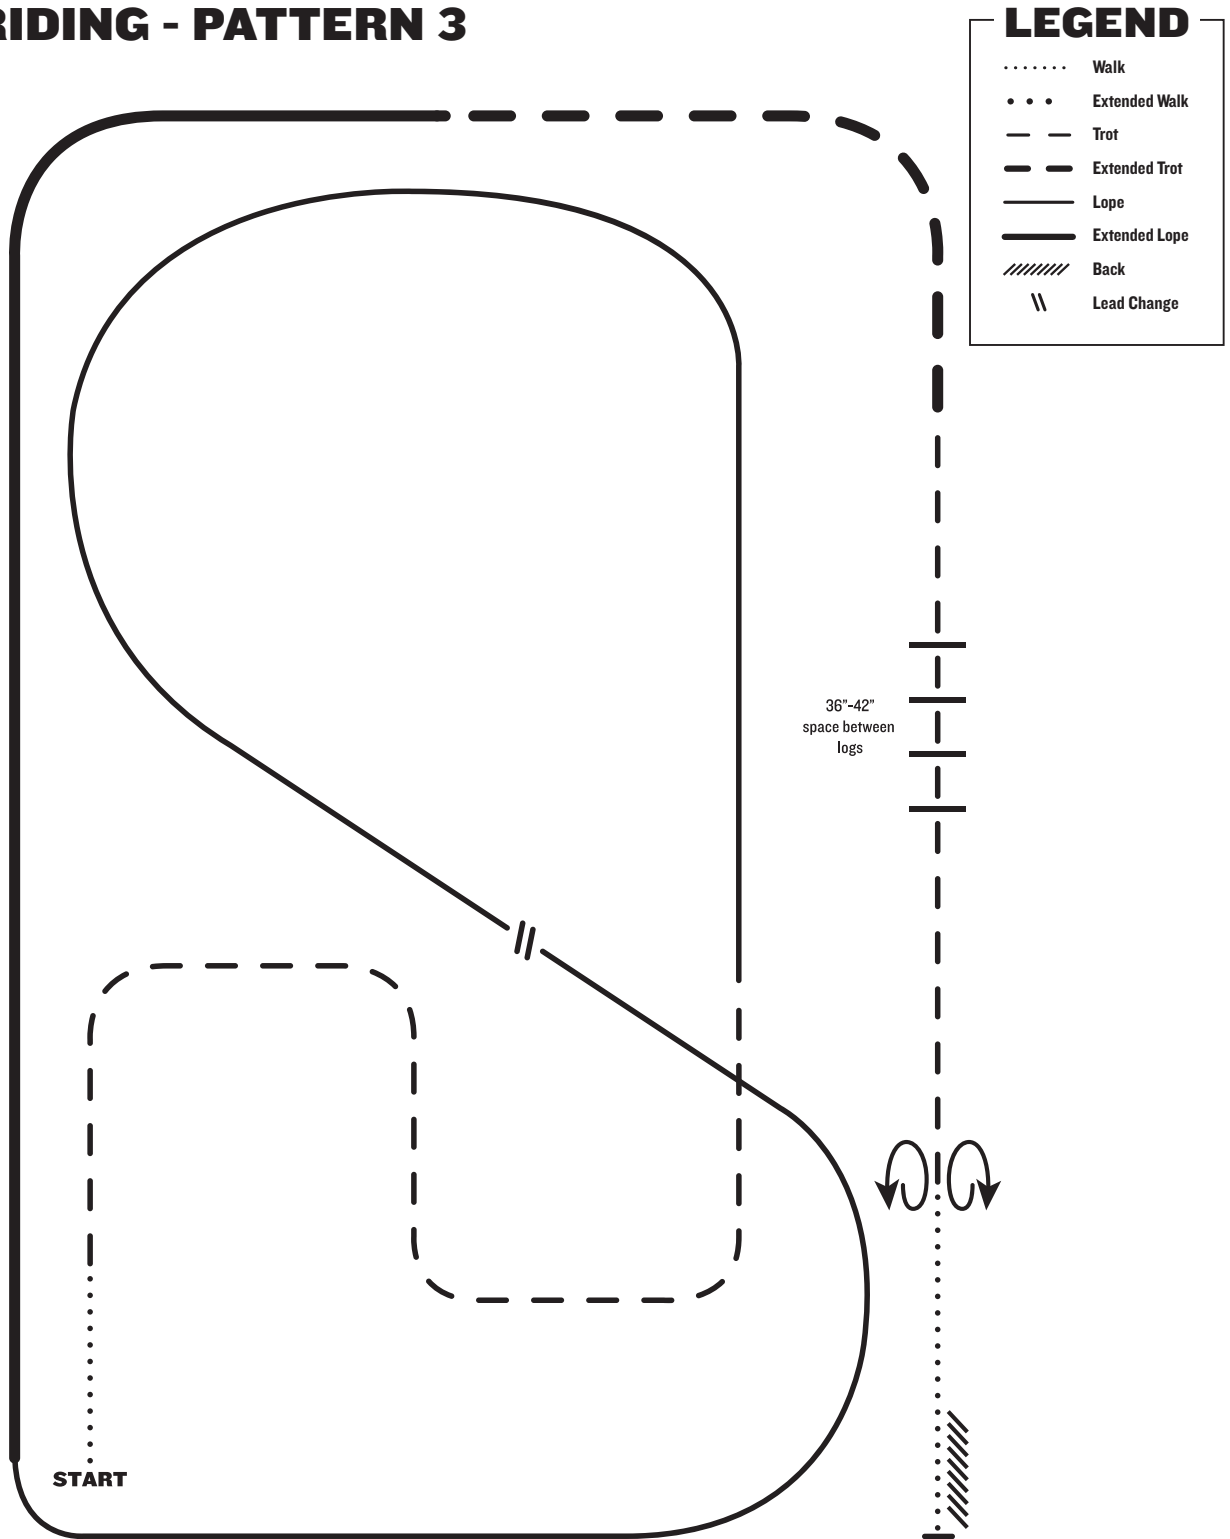 RIDING - PATTERN 3
LEGEND
Walk
Extended Walk
Trot
Extended Trot
Lope
Extended Lope
Back
Lead Change
36”-42”
space between
logs
START